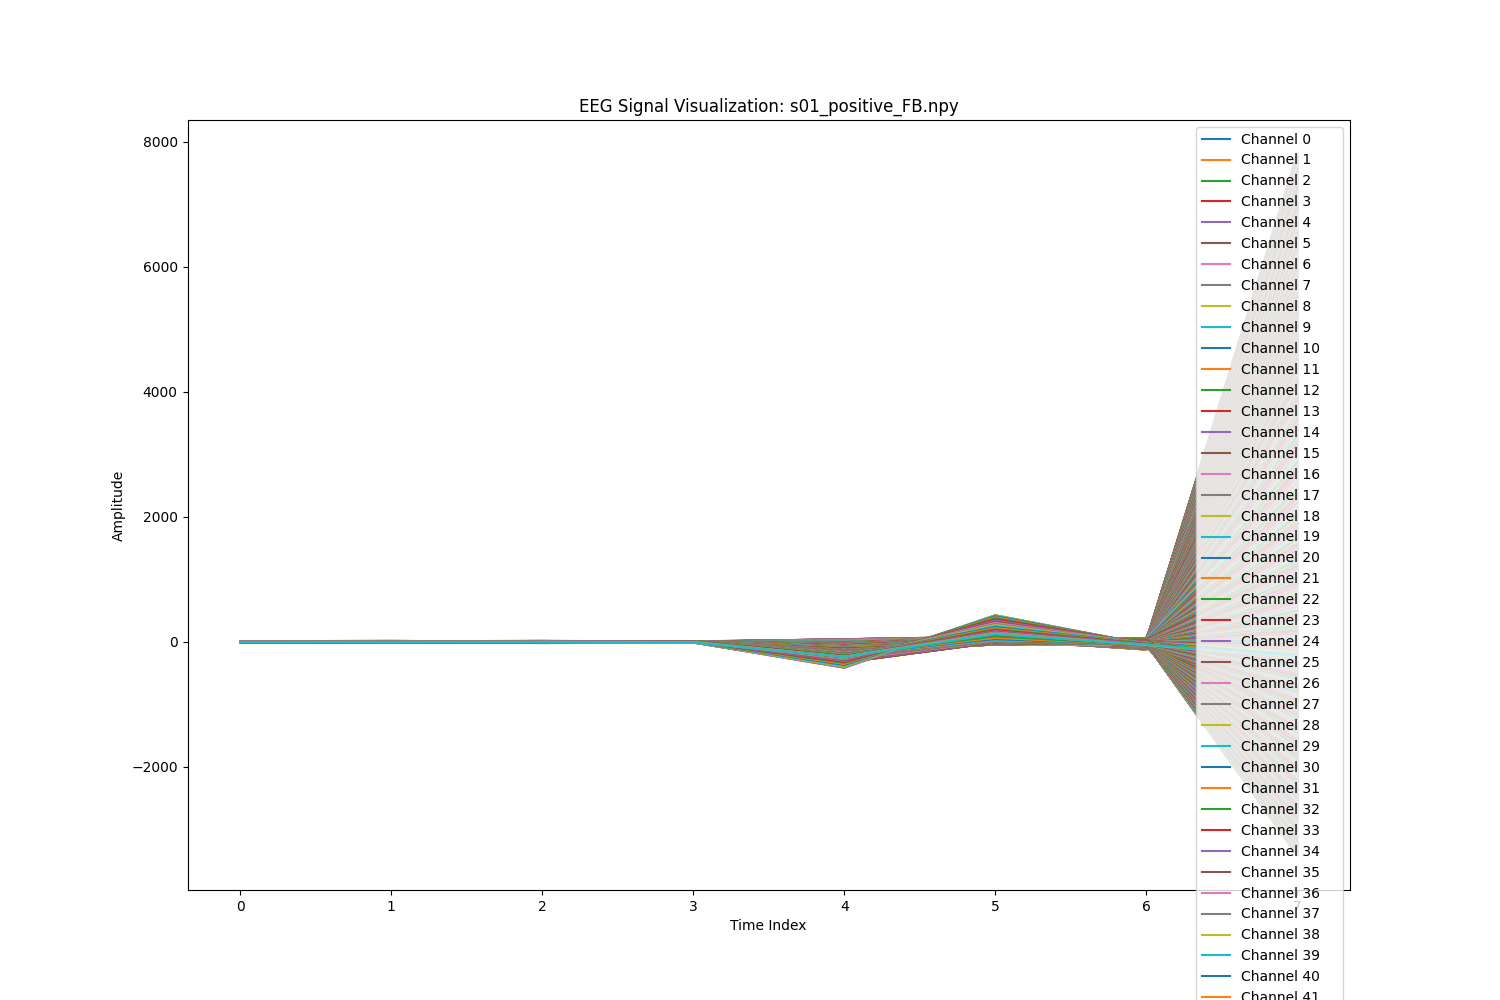 EEG Signal Visualization: s01_positive_FB.npy
8000
6000
4000
2000
0
−2000
Amplitude
0 1 2 3 4 5 6 7
Time Index
Channel 0
Channel 1
Channel 2
Channel 3
Channel 4
Channel 5
Channel 6
Channel 7
Channel 8
Channel 9
Channel 10
Channel 11
Channel 12
Channel 13
Channel 14
Channel 15
Channel 16
Channel 17
Channel 18
Channel 19
Channel 20
Channel 21
Channel 22
Channel 23
Channel 24
Channel 25
Channel 26
Channel 27
Channel 28
Channel 29
Channel 30
Channel 31
Channel 32
Channel 33
Channel 34
Channel 35
Channel 36
Channel 37
Channel 38
Channel 39
Channel 40
Channel 41